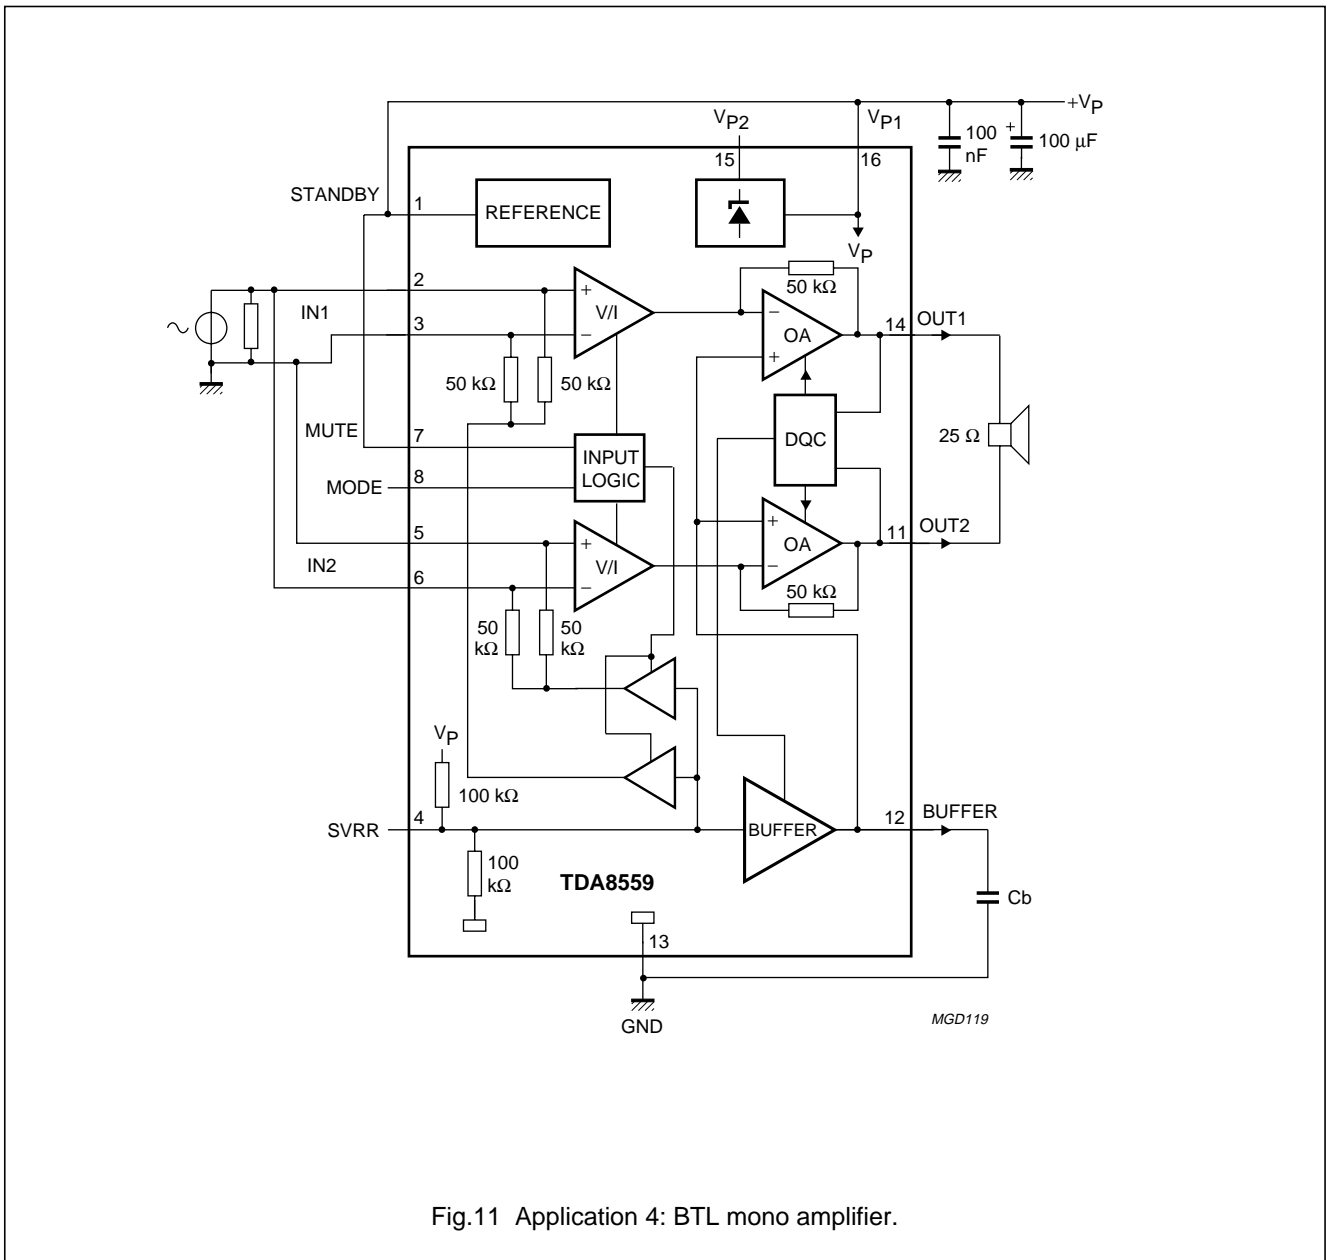 +VP
VP2
VP1
100
nF
+
100 µF
15
16
STANDBY
1
REFERENCE
VP
2
IN1
+
V/I
−
3
50 kΩ
−
OA
+
14
OUT1
50 kΩ
50 kΩ
MUTE
7
INPUT
LOGIC
DQC
25 Ω
MODE
8
5
+
V/I
−
+
OA
−
11
OUT2
IN2
6
50 kΩ
50
kΩ
50
kΩ
VP
100 kΩ
SVRR
4
BUFFER
12
BUFFER
100
kΩ
TDA8559
Cb
13
GND
MGD119
Fig.11 Application 4: BTL mono amplifier.